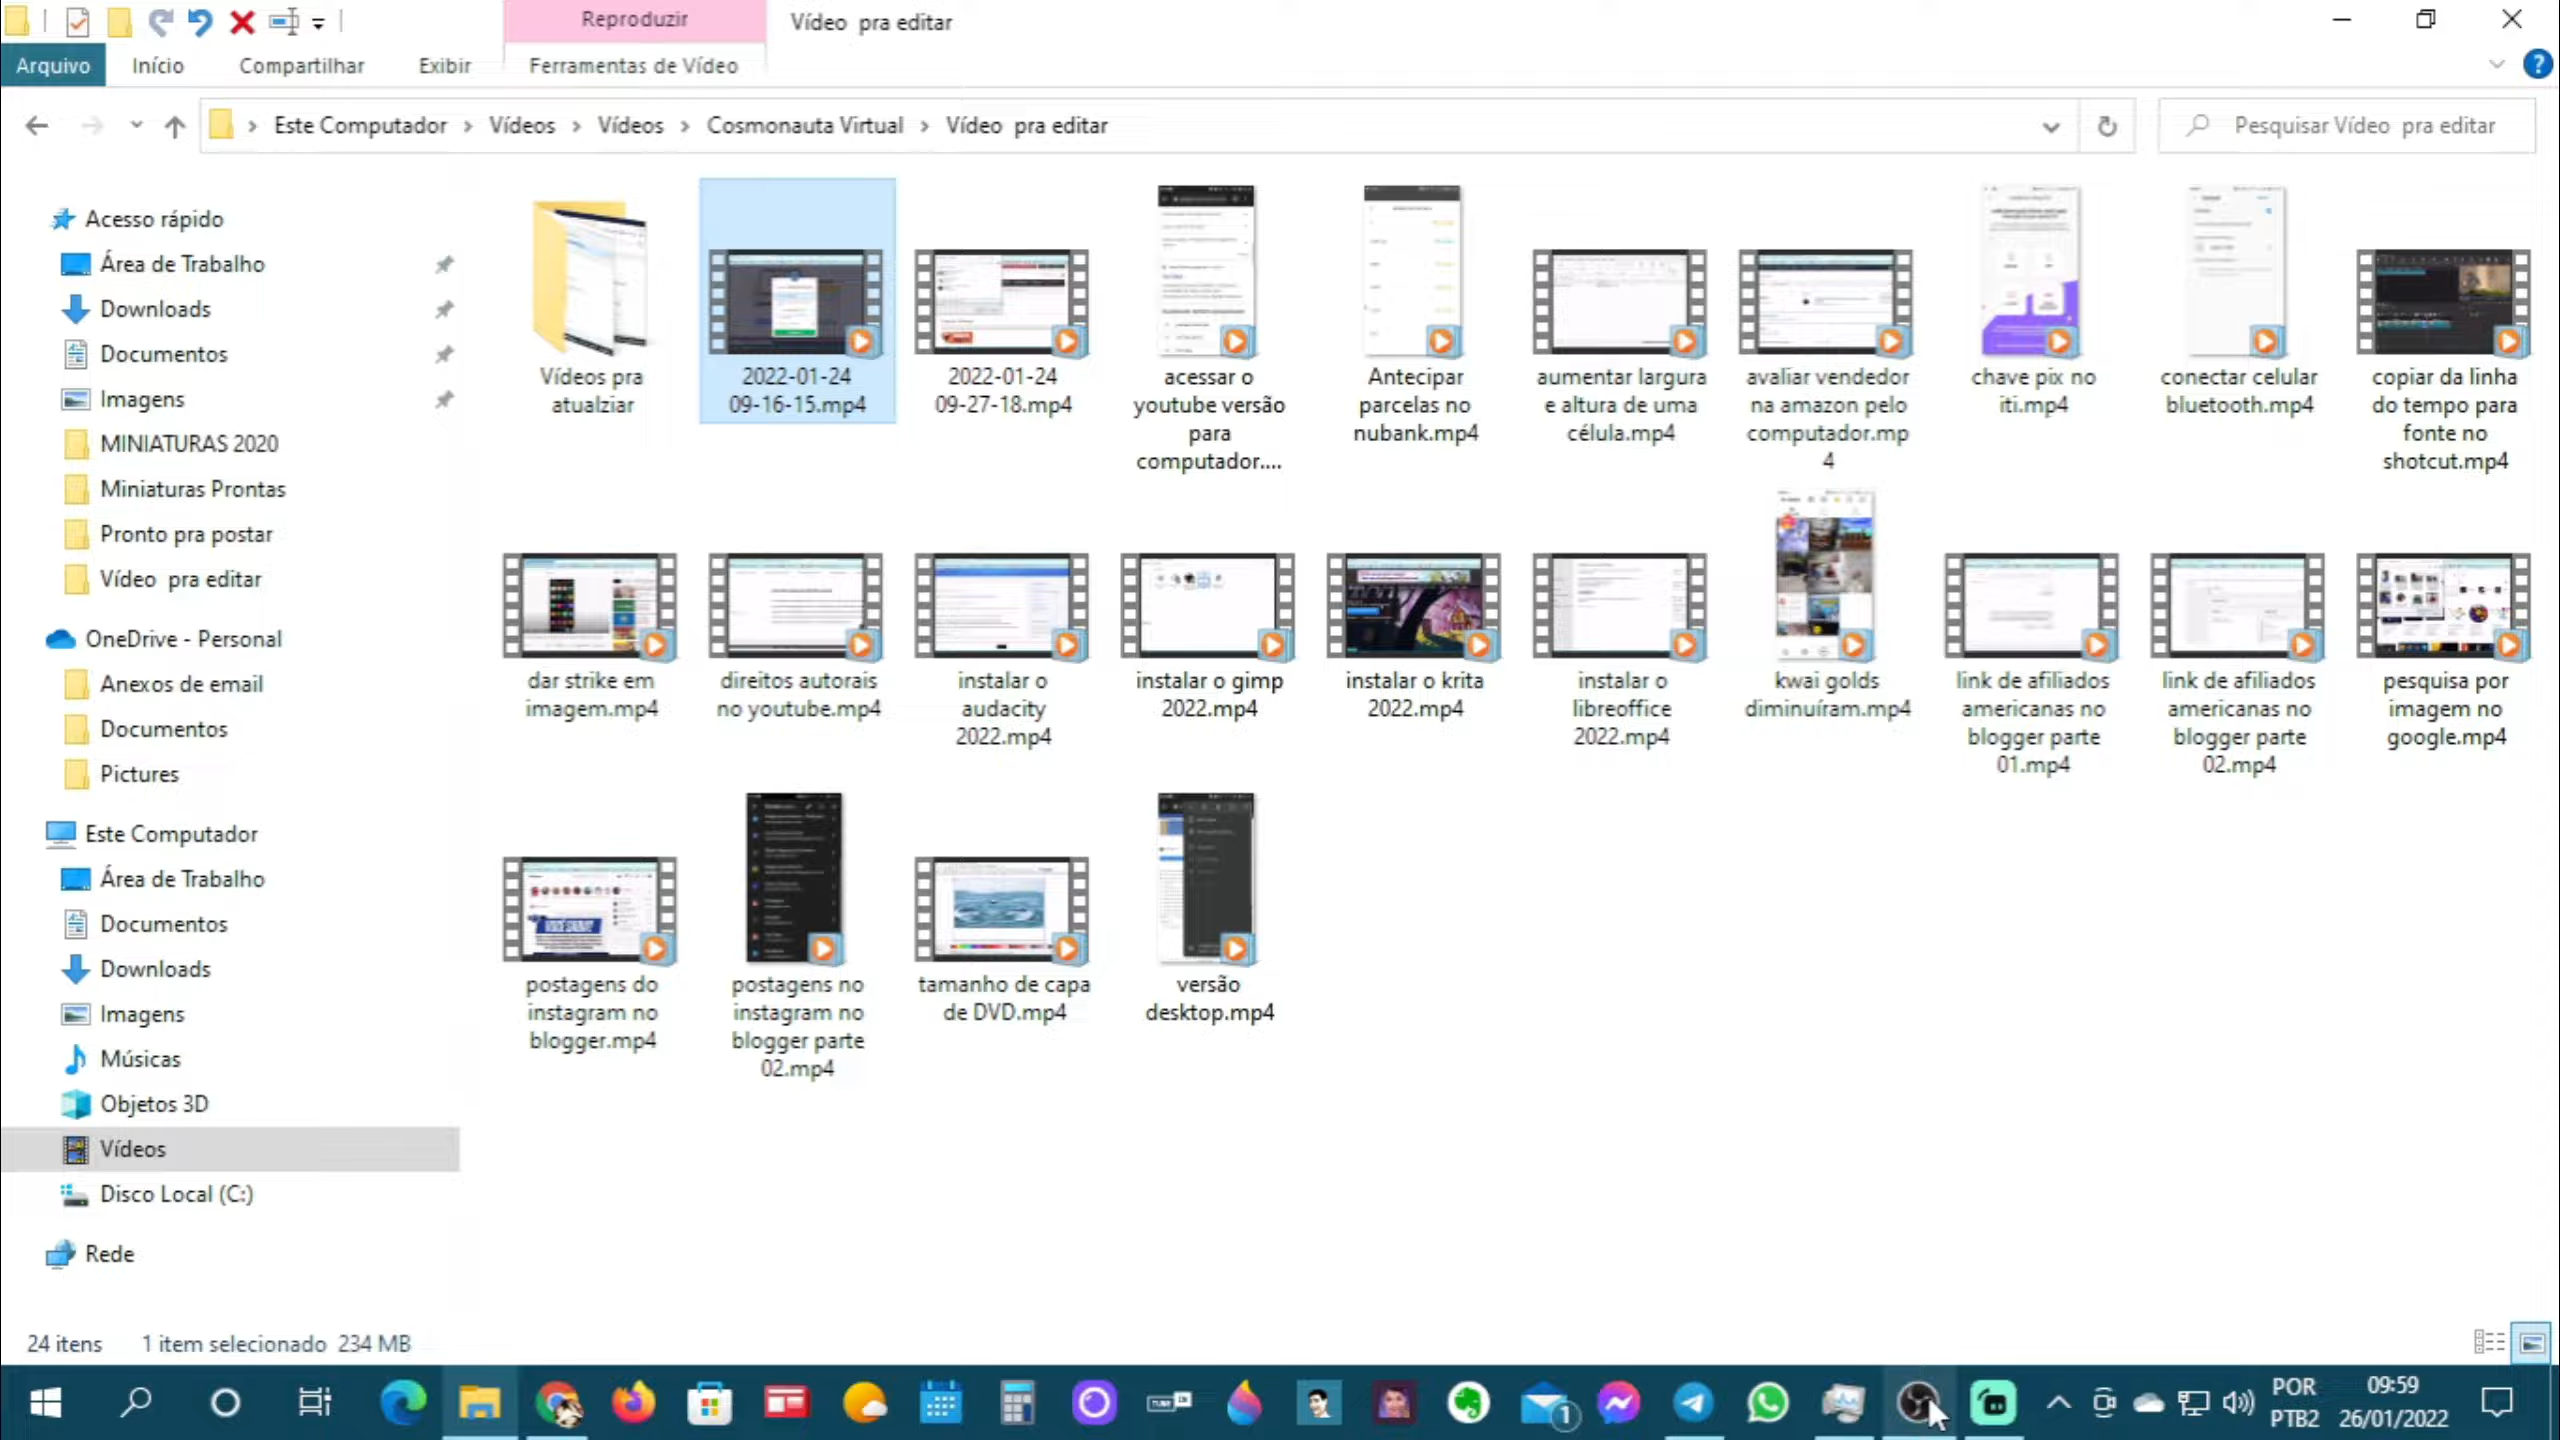 Reproduzir
Vídeo  pra editar
Arquivo
Início
Compartilhar
Exibir
Ferramentas de Vídeo
?
Este Computador > Vídeos > Vídeos > Cosmonauta Virtual > Vídeo  pra editar
Pesquisar Vídeo  pra editar
Acesso rápido
Área de Trabalho
Downloads
Documentos
Imagens
MINIATURAS 2020
Miniaturas Prontas
Pronto pra postar
Vídeo  pra editar
OneDrive - Personal
Anexos de email
Documentos
Pictures
Este Computador
Área de Trabalho
Documentos
Downloads
Imagens
Músicas
Objetos 3D
Vídeos
Disco Local (C:)
Rede
Vídeos pra
atualziar
2022-01-24
09-16-15.mp4
2022-01-24
09-27-18.mp4
acessar o
youtube versão
para
computador....
Antecipar
parcelas no
nubank.mp4
aumentar largura
e altura de uma
célula.mp4
avaliar vendedor
na amazon pelo
computador.mp
4
chave pix no
iti.mp4
conectar celular
bluetooth.mp4
copiar da linha
do tempo para
fonte no
shotcut.mp4
dar strike em
imagem.mp4
direitos autorais
no youtube.mp4
instalar o
audacity
2022.mp4
instalar o gimp
2022.mp4
instalar o krita
2022.mp4
instalar o
libreoffice
2022.mp4
kwai golds
diminuíram.mp4
link de afiliados
americanas no
blogger parte
01.mp4
link de afiliados
americanas no
blogger parte
02.mp4
pesquisa por
imagem no
google.mp4
postagens do
instagram no
blogger.mp4
postagens no
instagram no
blogger parte
02.mp4
tamanho de capa
de DVD.mp4
versão
desktop.mp4
24 itens
1 item selecionado  234 MB
TUNE IN
1
POR
PTB2
09:59
26/01/2022